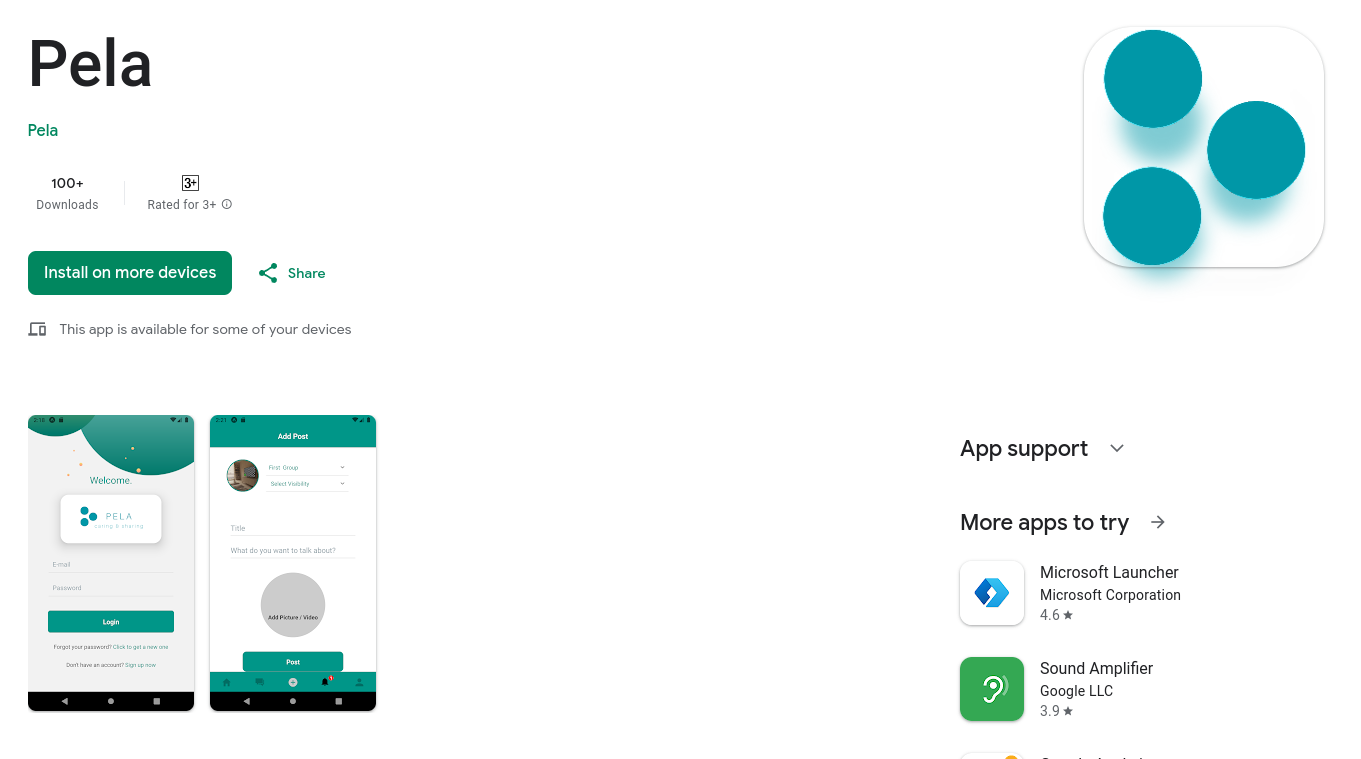 Pela
Pela
100+
Downloads
3+
Rated for 3+
Install on more devices
Share
This app is available for some of your devices
2:18
Welcome.
PELA
caring & sharing
E-mail
Password
Login
Forgot your password? Click to get a new one
Don't have an account? Sign up now
2:21
Add Post
First Group
Select Visibility
Title
What do you want to talk about?
Add Picture / Video
Post
App support
More apps to try
Microsoft Launcher
Microsoft Corporation
4.6
Sound Amplifier
Google LLC
3.9